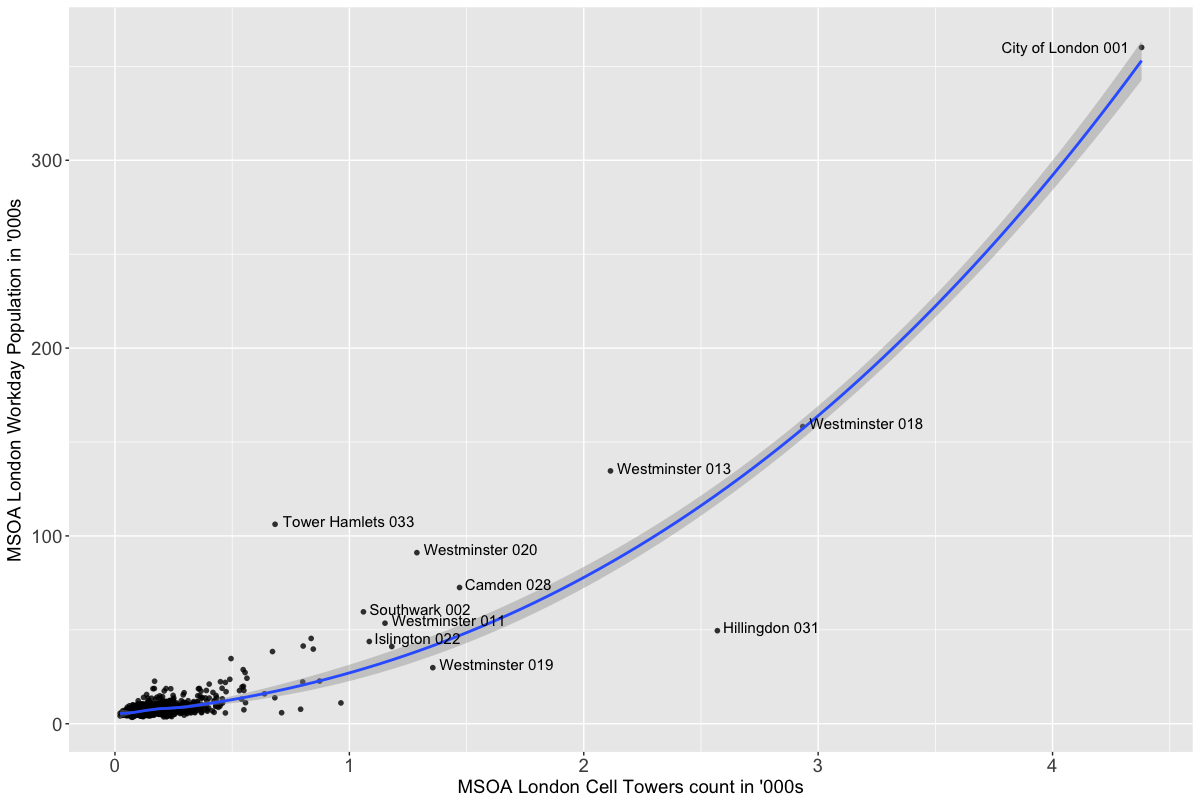 City of London 001
300
Westminster 018
200
Westminster 013
Tower Hamlets 033
100
Westminster 020
Camden 028
Southwark 002
Westminster 011
Hillingdon 031
Islington 022
Westminster 019
0
0 1 2 3 4
MSOA London Cell Towers count in '000s
MSOA London Workday Population in '000s